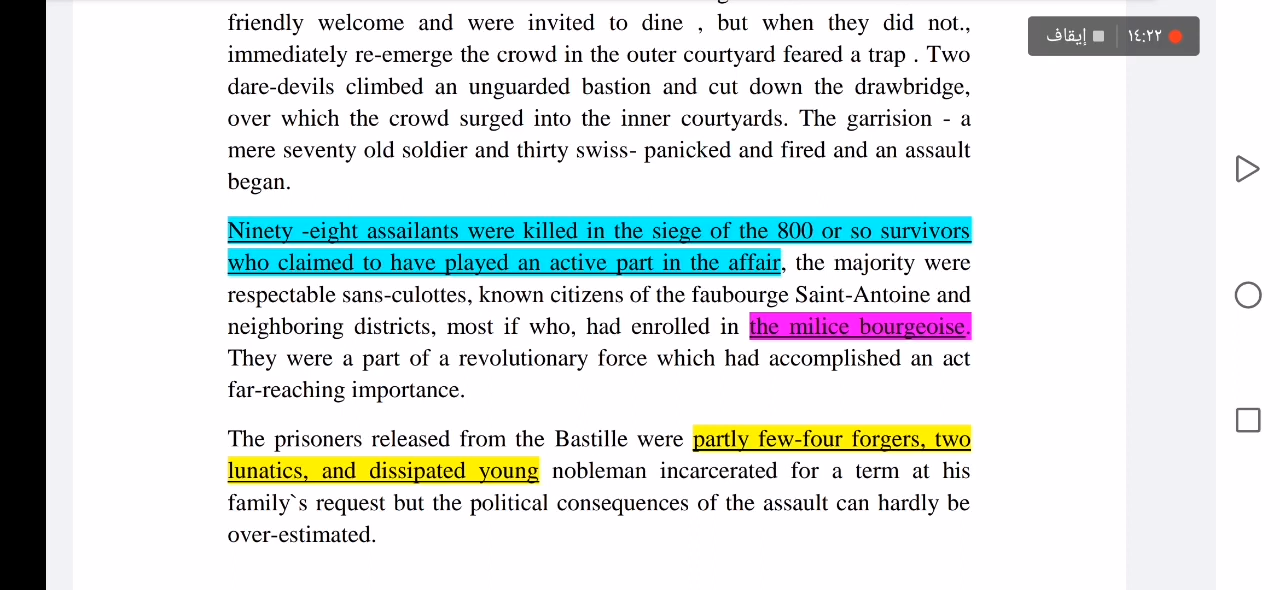 friendly welcome and were invited to dine , but when they did not.,
immediately re-emerge the crowd in the outer courtyard feared a trap . Two
dare-devils climbed an unguarded bastion and cut down the drawbridge,
over which the crowd surged into the inner courtyards. The garrision - a
mere seventy old soldier and thirty swiss- panicked and fired and an assault
began.
Ninety -eight assailants were killed in the siege of the 800 or so survivors
who claimed to have played an active part in the affair, the majority were
respectable sans-culottes, known citizens of the faubourge Saint-Antoine and
neighboring districts, most if who, had enrolled in the milice bourgeoise.
They were a part of a revolutionary force which had accomplished an act
far-reaching importance.
The prisoners released from the Bastille were partly few-four forgers, two
lunatics, and dissipated young nobleman incarcerated for a term at his
family`s request but the political consequences of the assault can hardly be
over-estimated.
إيقاف ١٤:٢٢